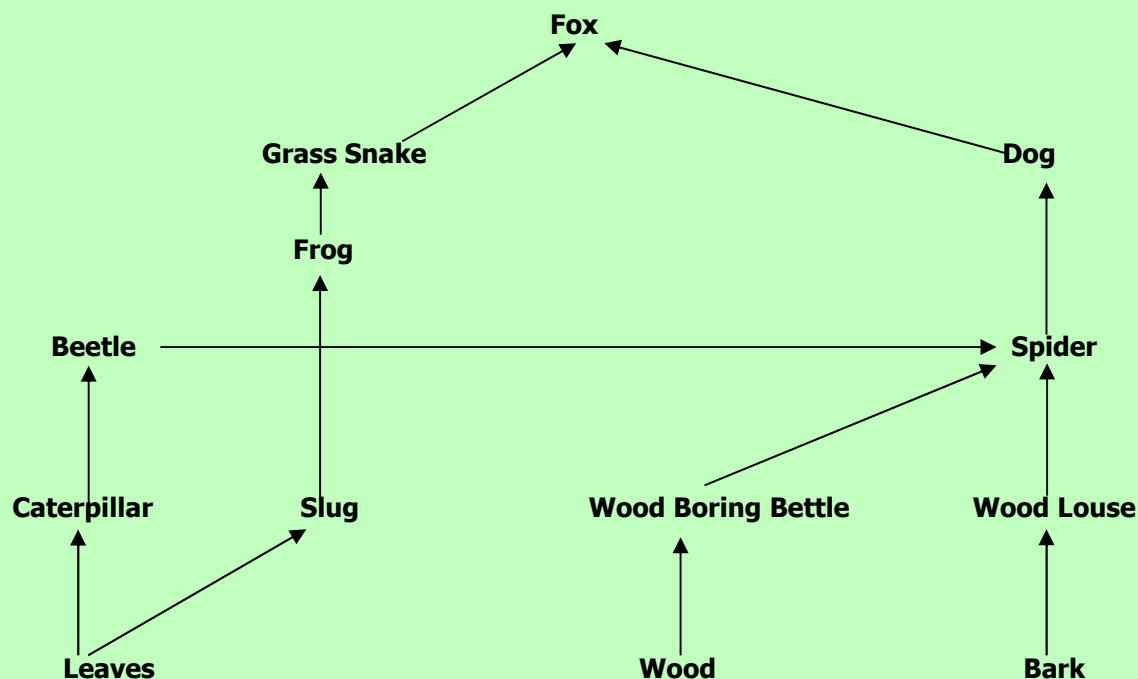 Fox
Grass Snake
Dog
Frog
Beetle
Spider
Caterpillar
Slug
Wood Boring Bettle
Wood Louse
Leaves
Wood
Bark